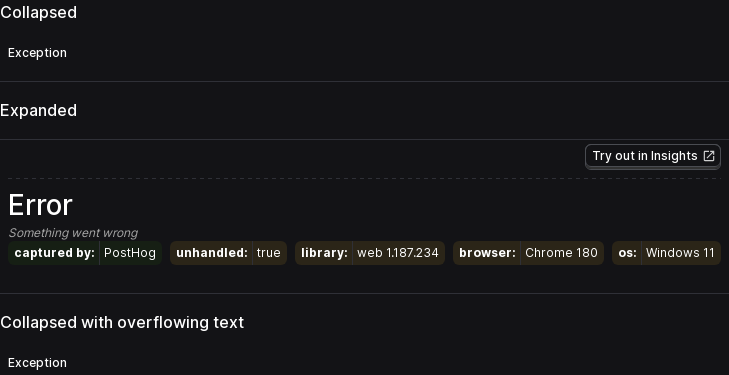 Collapsed
Exception
Expanded
Try out in Insights
Error
Something went wrong
captured by: PostHog unhandled: true library: web 1.187.234 browser: Chrome 180 os: Windows 11
Collapsed with overflowing text
Exception